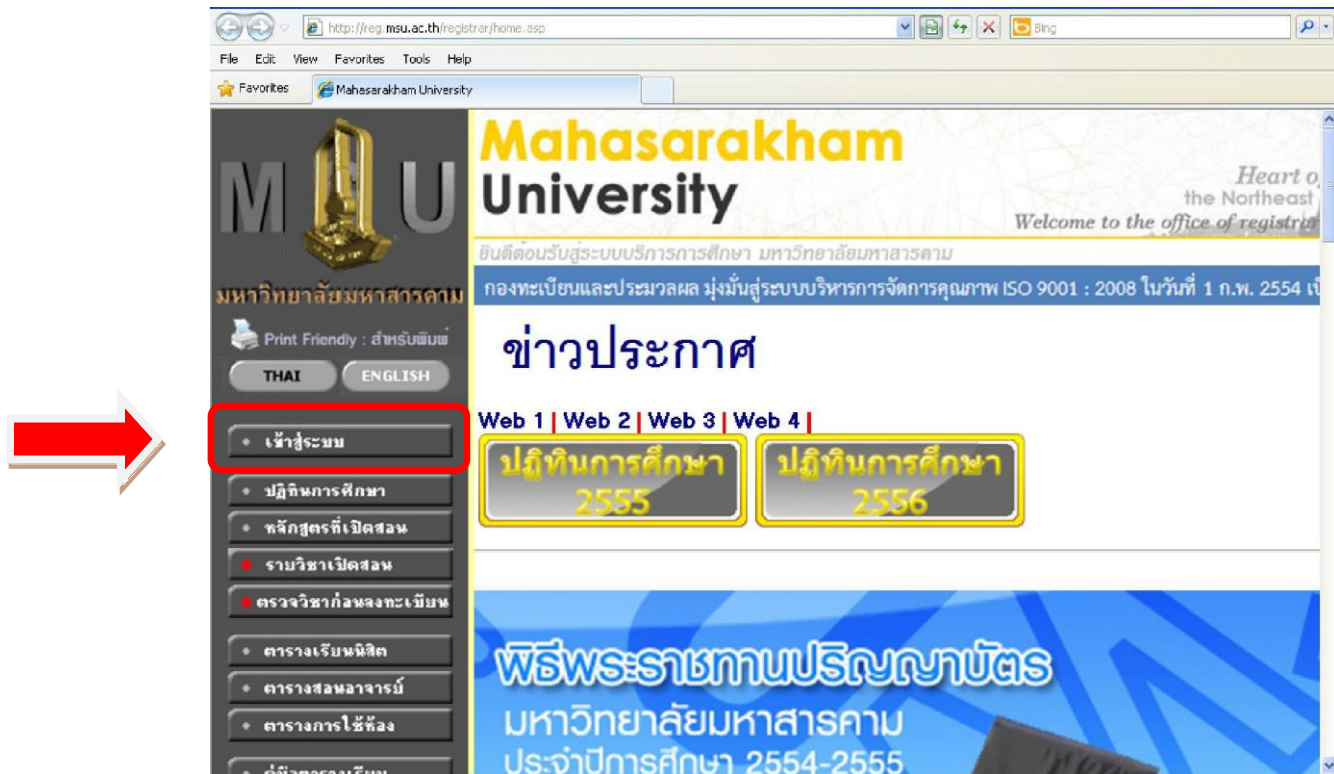 http://reg.msu.ac.th/registrar/home.asp
Bing
File Edit View Favorites Tools Help
Favorites
Mahasarakham University
M U
มหาวิทยาลัยมหาสารคาม
Print Friendly : สำหรับพิมพ์
THAI
ENGLISH
เข้าสู่ระบบ
ปฏิทินการศึกษา
หลักสูตรที่เปิดสอน
รายวิชาเปิดสอน
ตรวจวิชาก่อนลงทะเบียน
ตารางเรียนนิสิต
ตารางสอนอาจารย์
ตารางการใช้ห้อง
คู่มือตารางเรียน
Mahasarakham
University
Heart o
the Northeast
Welcome to the office of registrar
ยินดีต้อนรับสู่ระบบบริการการศึกษา มหาวิทยาลัยมหาสารคาม
กองทะเบียนและประมวลผล มุ่งมั่นสู่ระบบบริหารการจัดการคุณภาพ ISO 9001 : 2008 ในวันที่ 1 ก.พ. 2554
ข่าวประกาศ
Web 1 | Web 2 | Web 3 | Web 4 |
ปฏิทินการศึกษา
2555
ปฏิทินการศึกษา
2556
พิธีพระราชทานปริญญาบัตร
มหาวิทยาลัยมหาสารคาม
ประจำปีการศึกษา 2554-2555